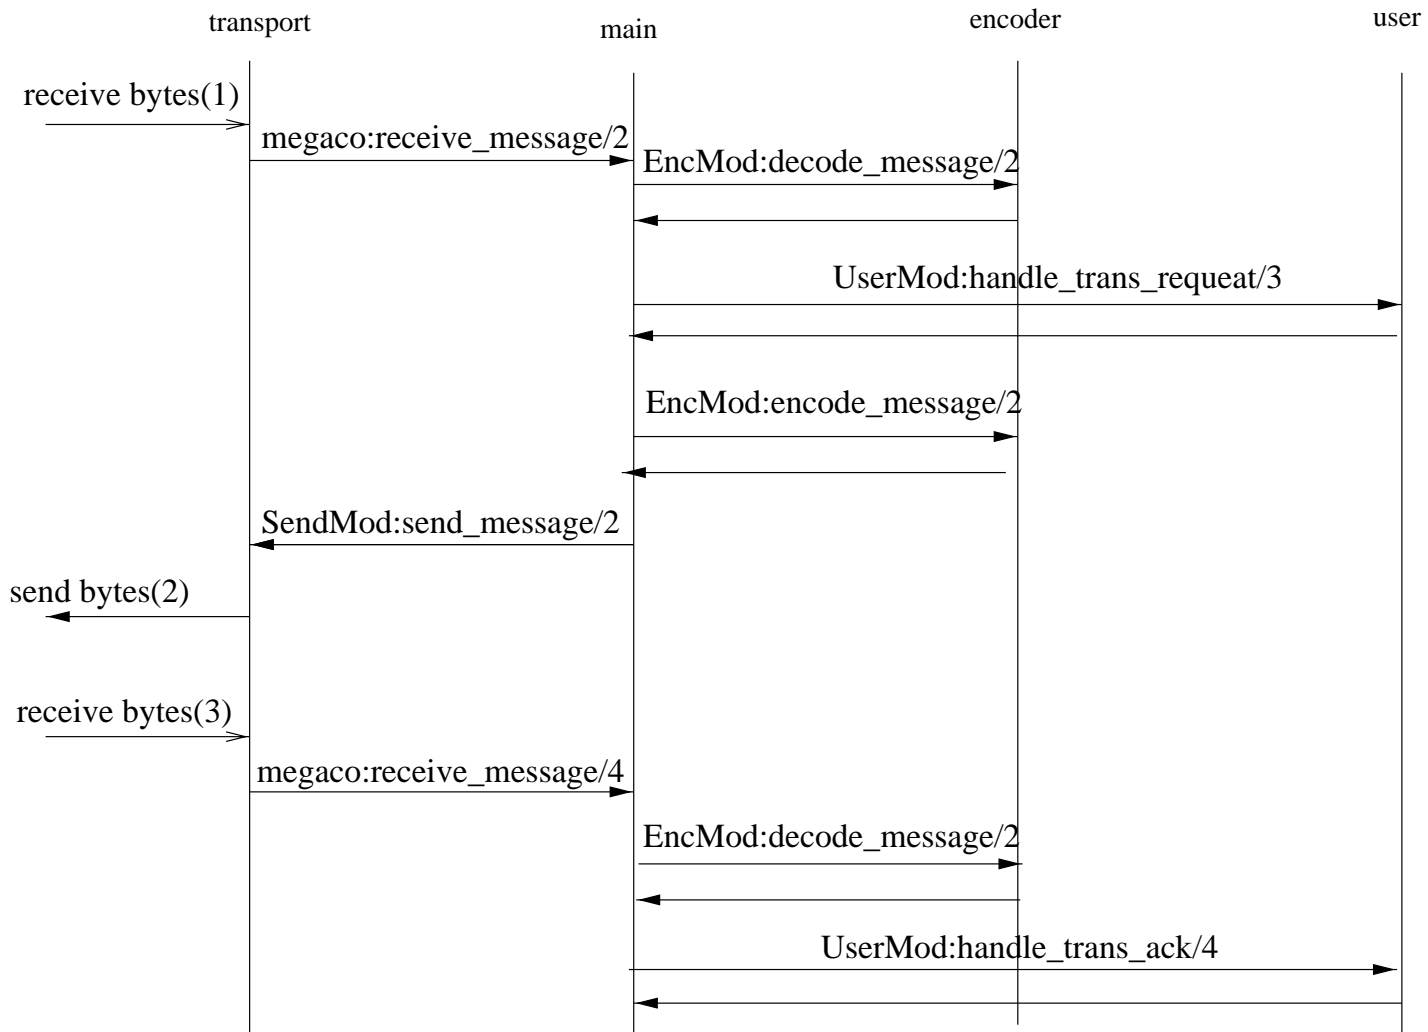 transport
main
encoder
user
receive bytes(1)
megaco:receive_message/2
EncMod:decode_message/2
UserMod:handle_trans_requeat/3
EncMod:encode_message/2
SendMod:send_message/2
send bytes(2)
receive bytes(3)
megaco:receive_message/4
EncMod:decode_message/2
UserMod:handle_trans_ack/4